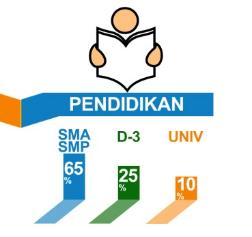 PENDIDIKAN
SMA D-3 UNIV
SMP
65
%
25
%
10
%